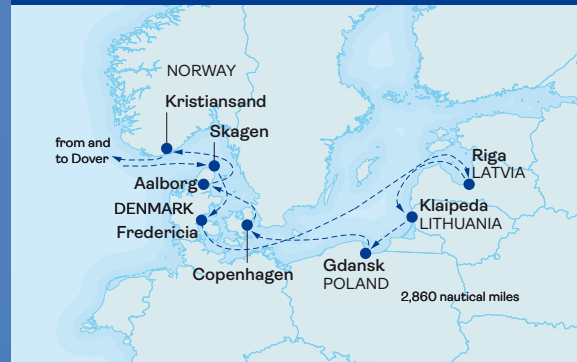 NORWAY
Kristiansand
Skagen
from and
to Dover
Aalborg
DENMARK
Fredericia
Copenhagen
Riga
LATVIA
Klaipeda
LITHUANIA
Gdansk
POLAND
2,860 nautical miles